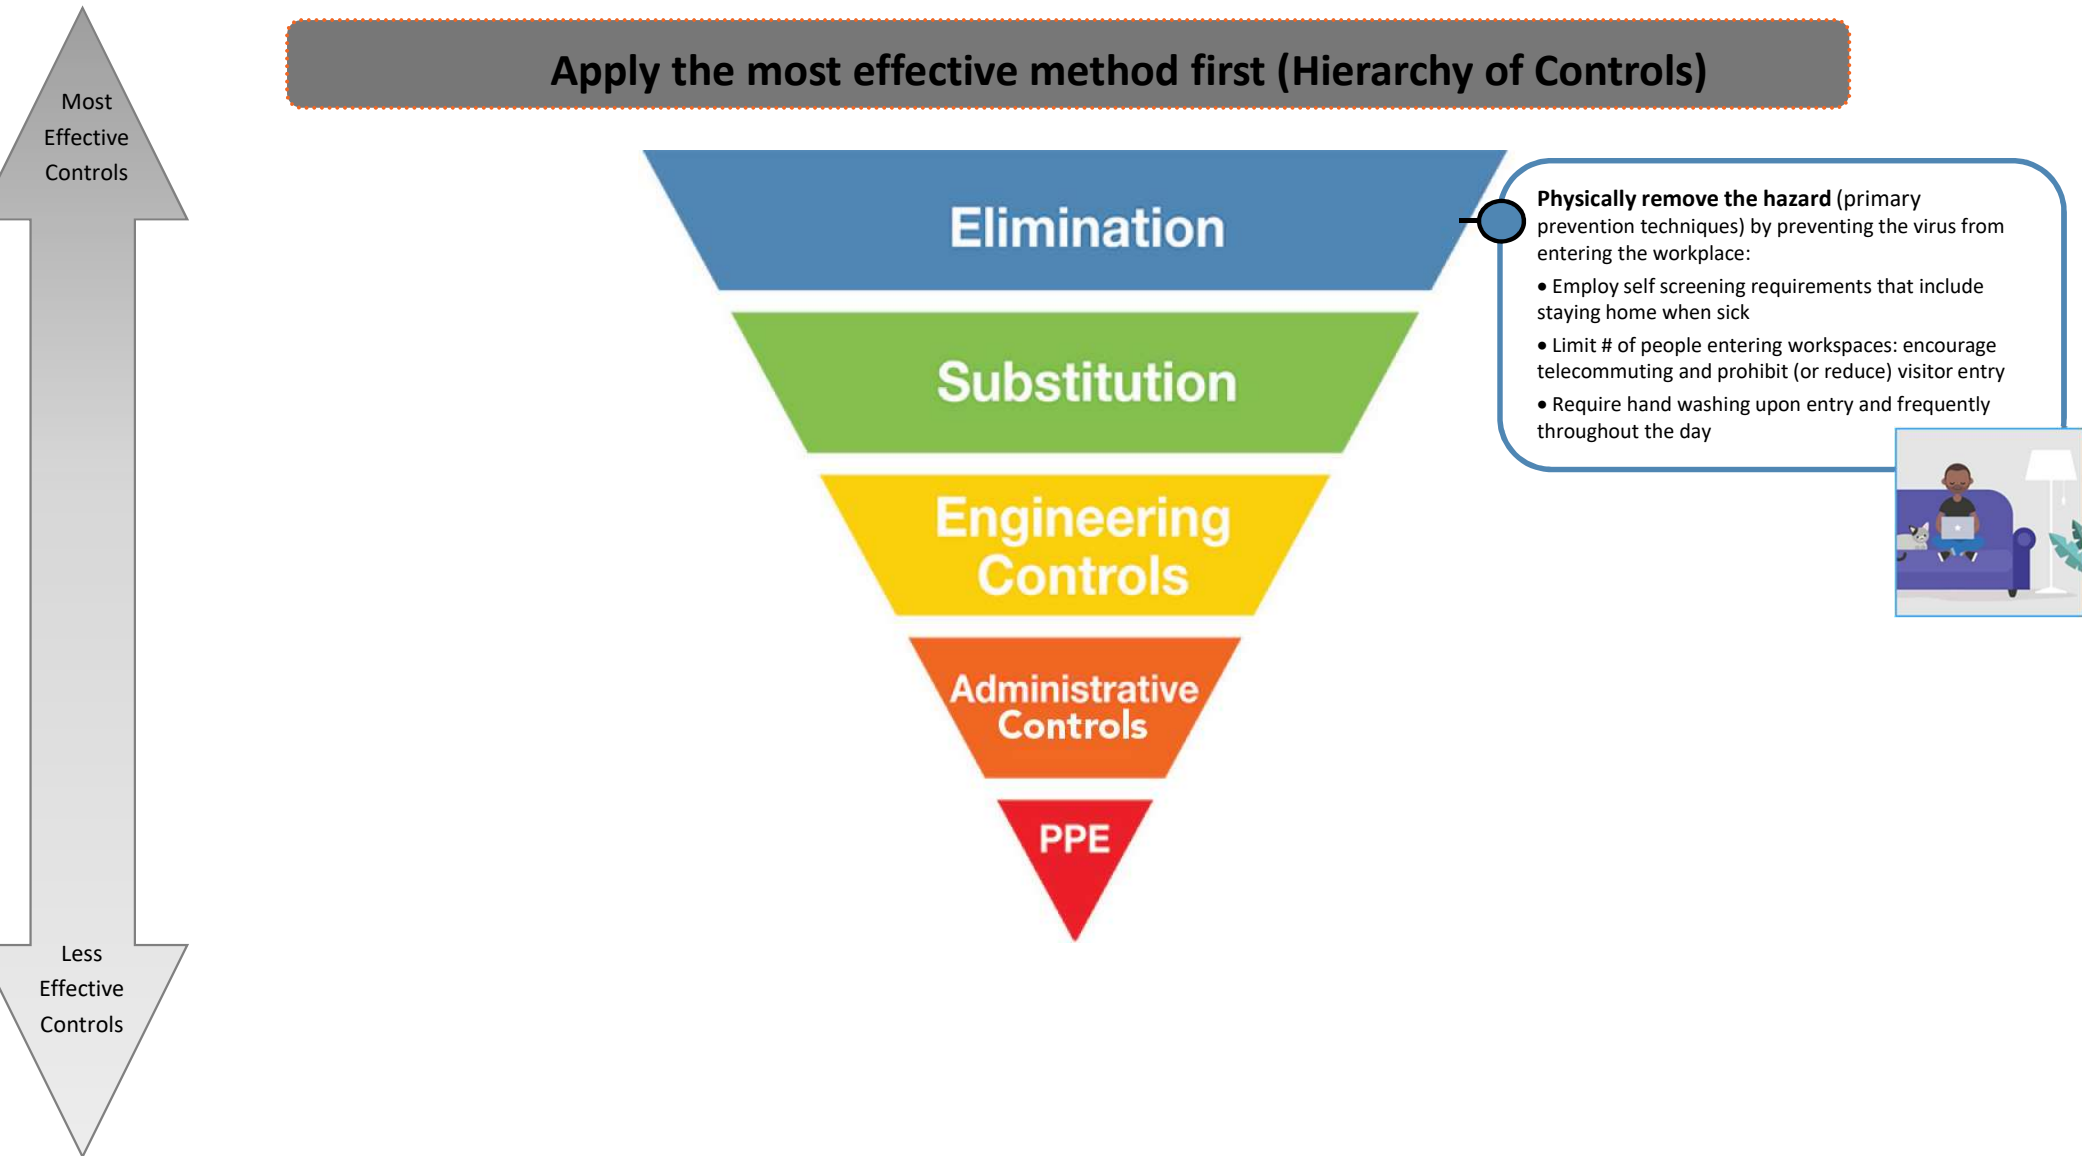 Apply the most effective method first (Hierarchy of Controls)
Most
Effective
Controls
Elimination
Physically remove the hazard (primary
prevention techniques) by preventing the virus from
entering the workplace:
• Employ self screening requirements that include
staying home when sick
• Limit # of people entering workspaces: encourage
telecommuting and prohibit (or reduce) visitor entry
• Require hand washing upon entry and frequently
throughout the day
Substitution
Engineering
Controls
Administrative
Controls
PPE
Less
Effective
Controls